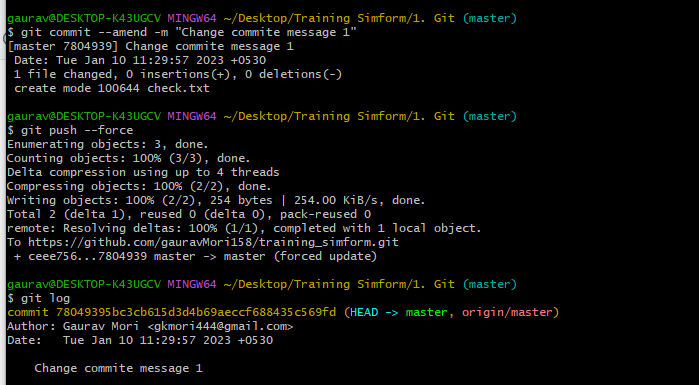 gaurav@DESKTOP-K43UGCV MINGW64 ~/Desktop/Training Simform/1. Git (master)
$ git commit --amend -m "Change commite message 1"
[master 7804939] Change commite message 1
 Date: Tue Jan 10 11:29:57 2023 +0530
 1 file changed, 0 insertions(+), 0 deletions(-)
 create mode 100644 check.txt

gaurav@DESKTOP-K43UGCV MINGW64 ~/Desktop/Training Simform/1. Git (master)
$ git push --force
Enumerating objects: 3, done.
Counting objects: 100% (3/3), done.
Delta compression using up to 4 threads
Compressing objects: 100% (2/2), done.
Writing objects: 100% (2/2), 254 bytes | 254.00 KiB/s, done.
Total 2 (delta 1), reused 0 (delta 0), pack-reused 0
remote: Resolving deltas: 100% (1/1), completed with 1 local object.
To https://github.com/gauravMori158/training_simform.git
 + ceee756...7804939 master -> master (forced update)

gaurav@DESKTOP-K43UGCV MINGW64 ~/Desktop/Training Simform/1. Git (master)
$ git log
commit 78049395bc3cb615d3d4b69aeccf688435c569fd (HEAD -> master, origin/master)
Author: Gaurav Mori <gkmori444@gmail.com>
Date:   Tue Jan 10 11:29:57 2023 +0530

    Change commite message 1